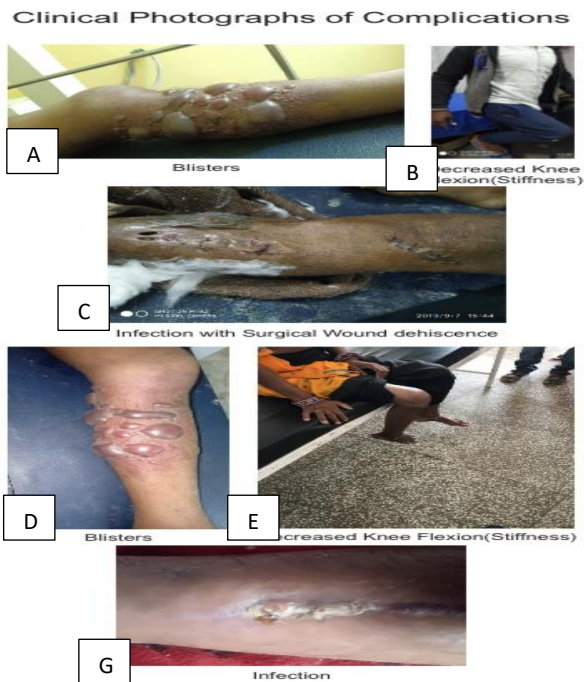 Clinical Photographs of Complications
A
Blisters
B
Decreased Knee
Flexion(Stiffness)
C
2019/9/7 15:44
Infection with Surgical Wound dehiscence
D
Blisters
E
Decreased Knee Flexion(Stiffness)
G
Infection